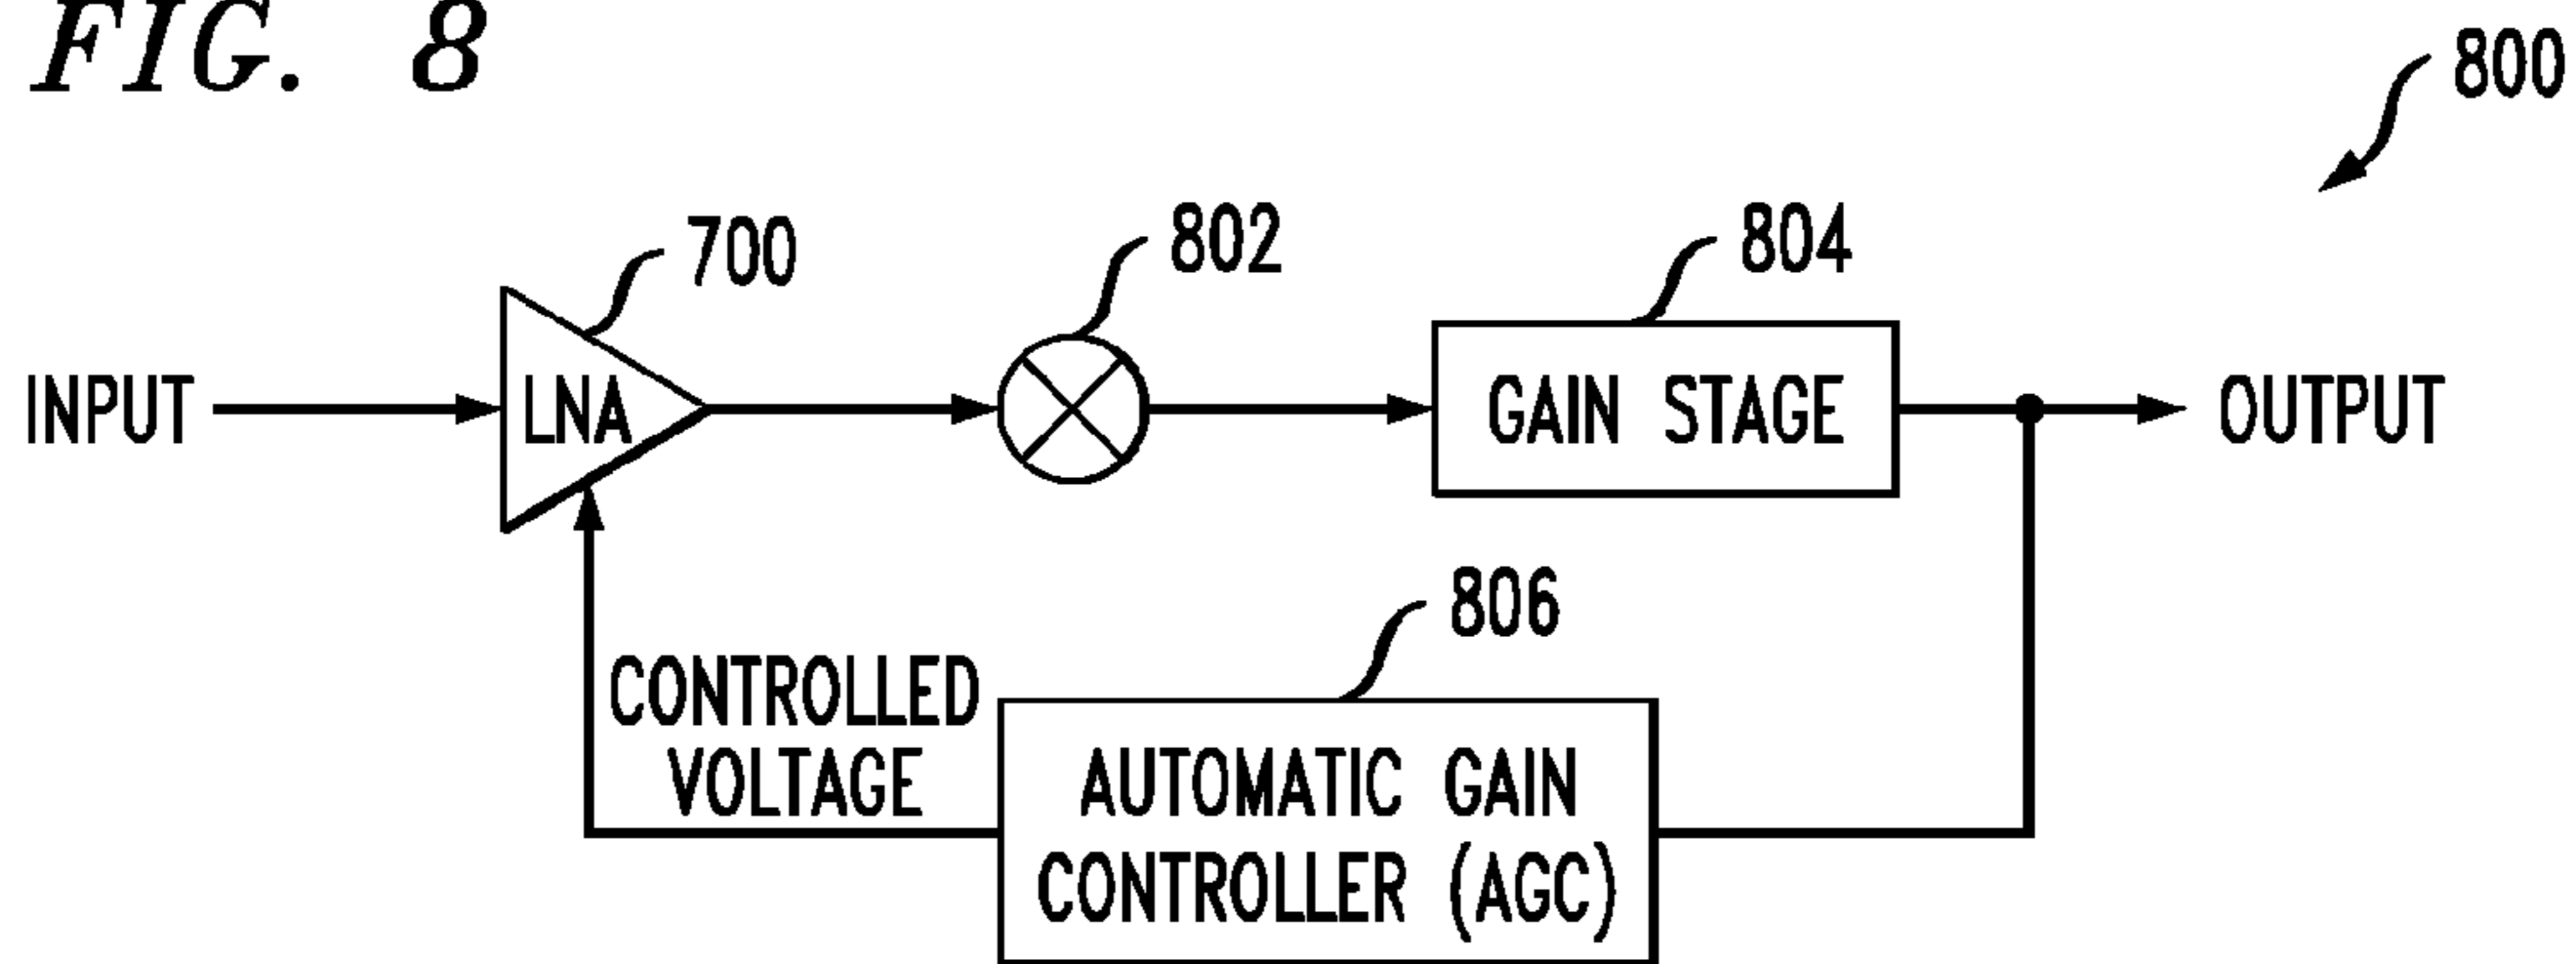 FIG. 8
800
700
802
804
INPUT
LNA
GAIN STAGE
OUTPUT
806
CONTROLLED
VOLTAGE
AUTOMATIC GAIN
CONTROLLER (AGC)